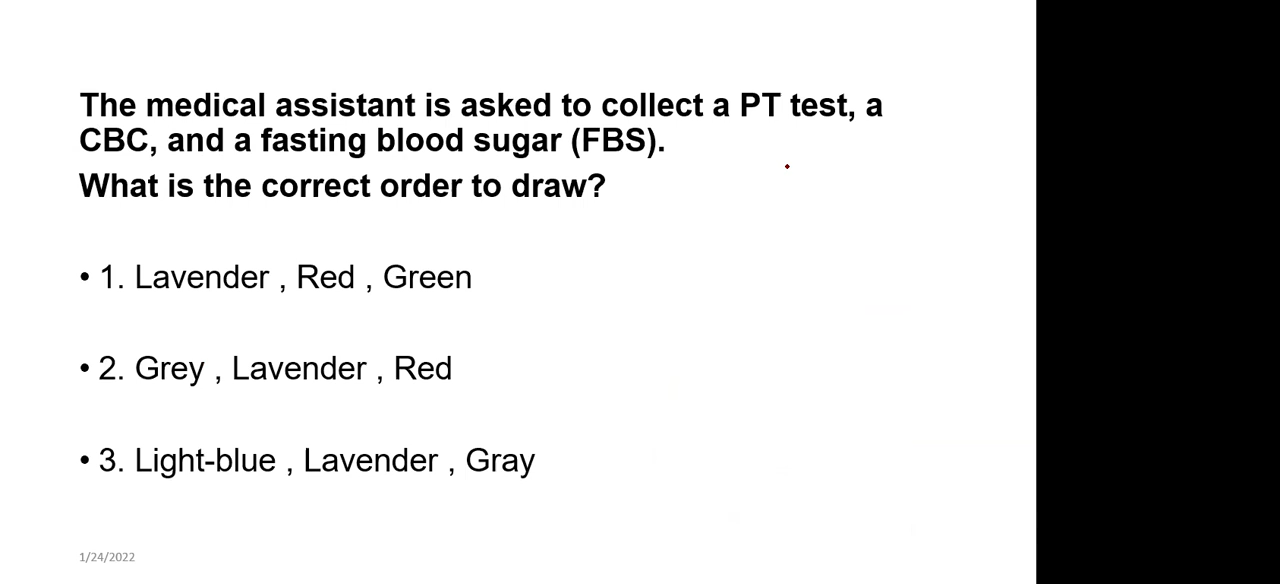 The medical assistant is asked to collect a PT test, a
CBC, and a fasting blood sugar (FBS).
What is the correct order to draw?
• 1. Lavender , Red , Green
• 2. Grey , Lavender , Red
• 3. Light-blue , Lavender , Gray
1/24/2022